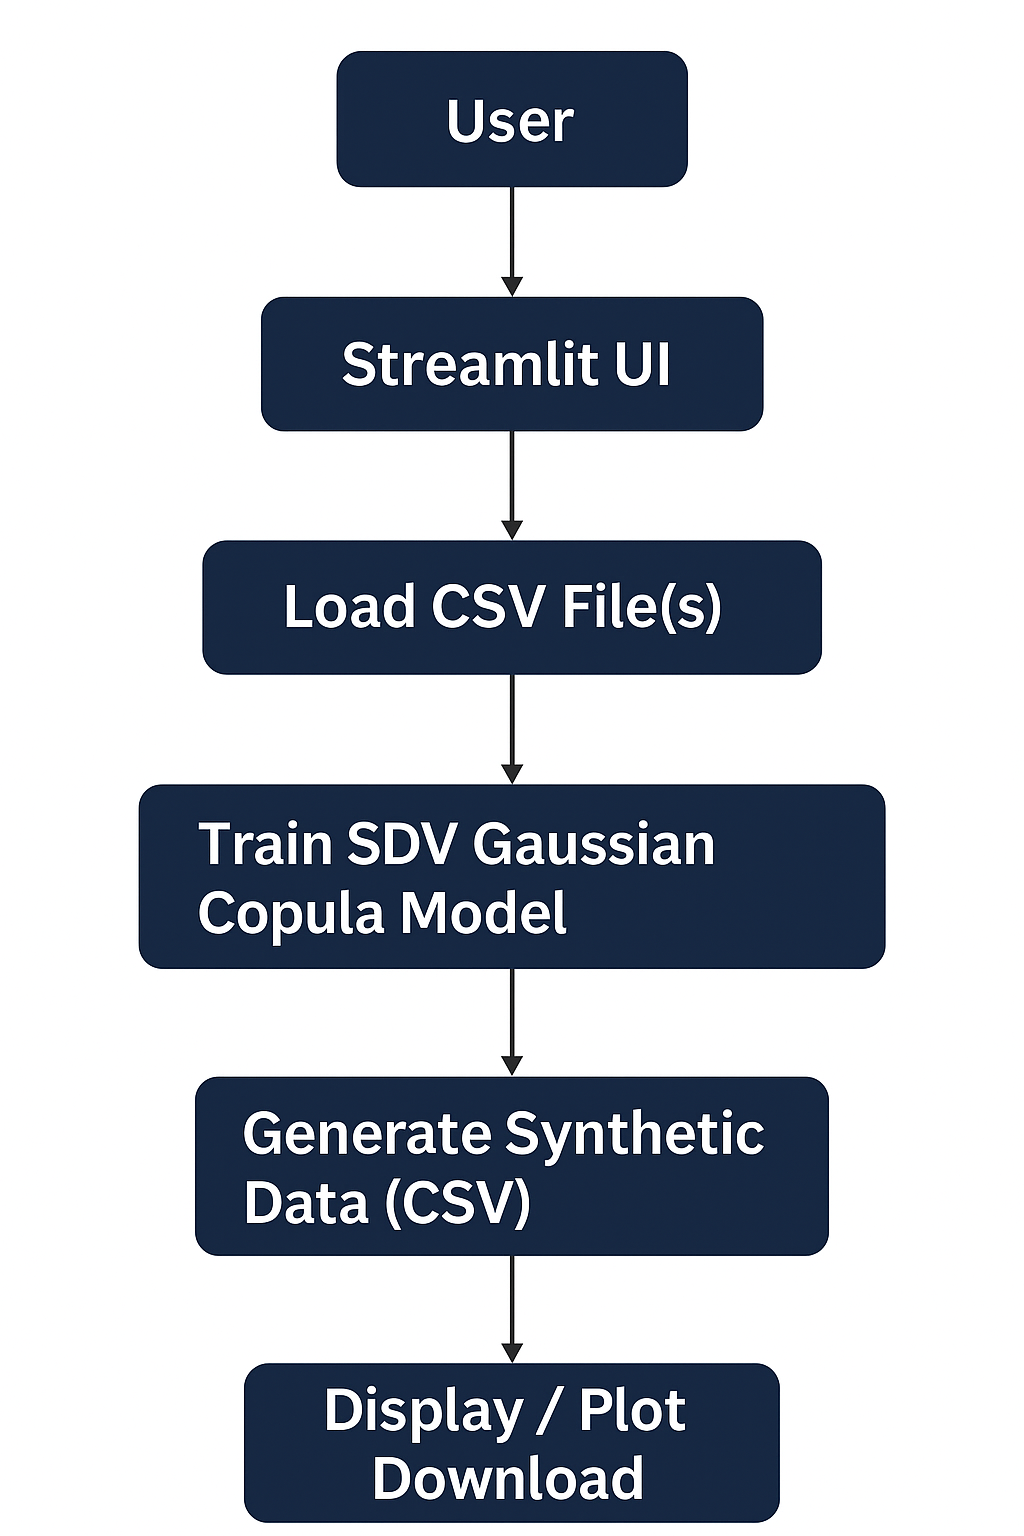 User
Streamlit UI
Load CSV File(s)
Train SDV Gaussian
Copula Model
Generate Synthetic
Data (CSV)
Display / Plot
Download